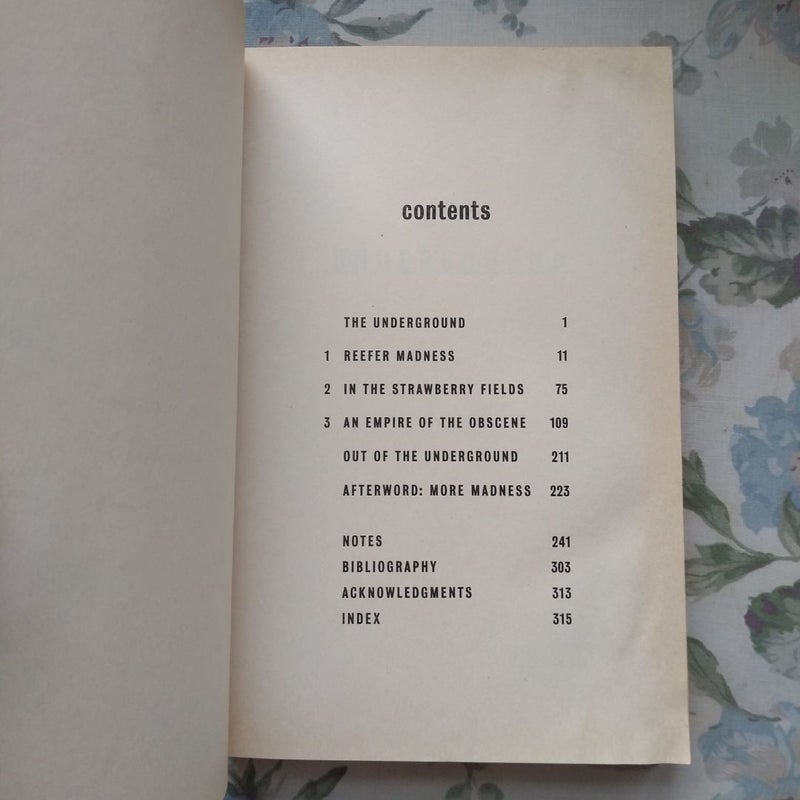 contents
THE UNDERGROUND 1
1 REEFER MADNESS 11
2 IN THE STRAWBERRY FIELDS 75
3 AN EMPIRE OF THE OBSCENE 109
OUT OF THE UNDERGROUND 211
AFTERWORD: MORE MADNESS 223
NOTES 241
BIBLIOGRAPHY 303
ACKNOWLEDGMENTS 313
INDEX 315